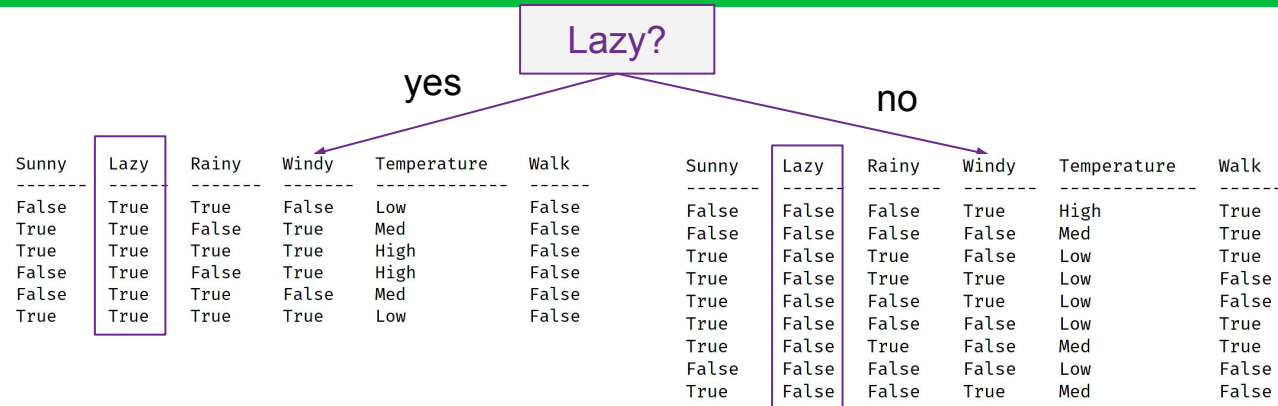 Lazy?
yes
no
Sunny Lazy Rainy Windy Temperature Walk
------- ------ ------- ------- ------------- ------
False True True False Low False
True True False True Med False
True True True True High False
False True False True High False
False True True False Med False
True True True True Low False
Sunny Lazy Rainy Windy Temperature Walk
------- ------ ------- ------- ------------- ------
False False False True High True
False False False False Med True
True False True False Low True
True False True True Low False
True False False True Low False
True False False False Low True
True False True False Med True
False False False False Low False
True False False True Med False